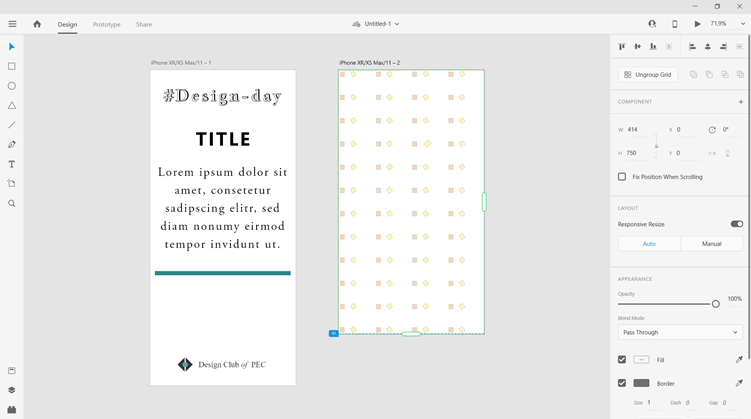 Design
Prototype
Share
Untitled-1
71.9%
iPhone XR/XS Max/11 – 1
iPhone XR/XS Max/11 – 2
#Design-day
TITLE
Lorem ipsum dolor sit
amet, consetetur
sadipscing elitr, sed
diam nonumy eirmod
tempor invidunt ut.
Design Club of PEC
Ungroup Grid
COMPONENT
W 414 X 0 0°
H 750 Y 0
Fix Position When Scrolling
LAYOUT
Responsive Resize
Auto Manual
APPEARANCE
Opacity
100%
Blend Mode
Pass Through
Fill
Border
Size 1 Dash 0 Gap 0